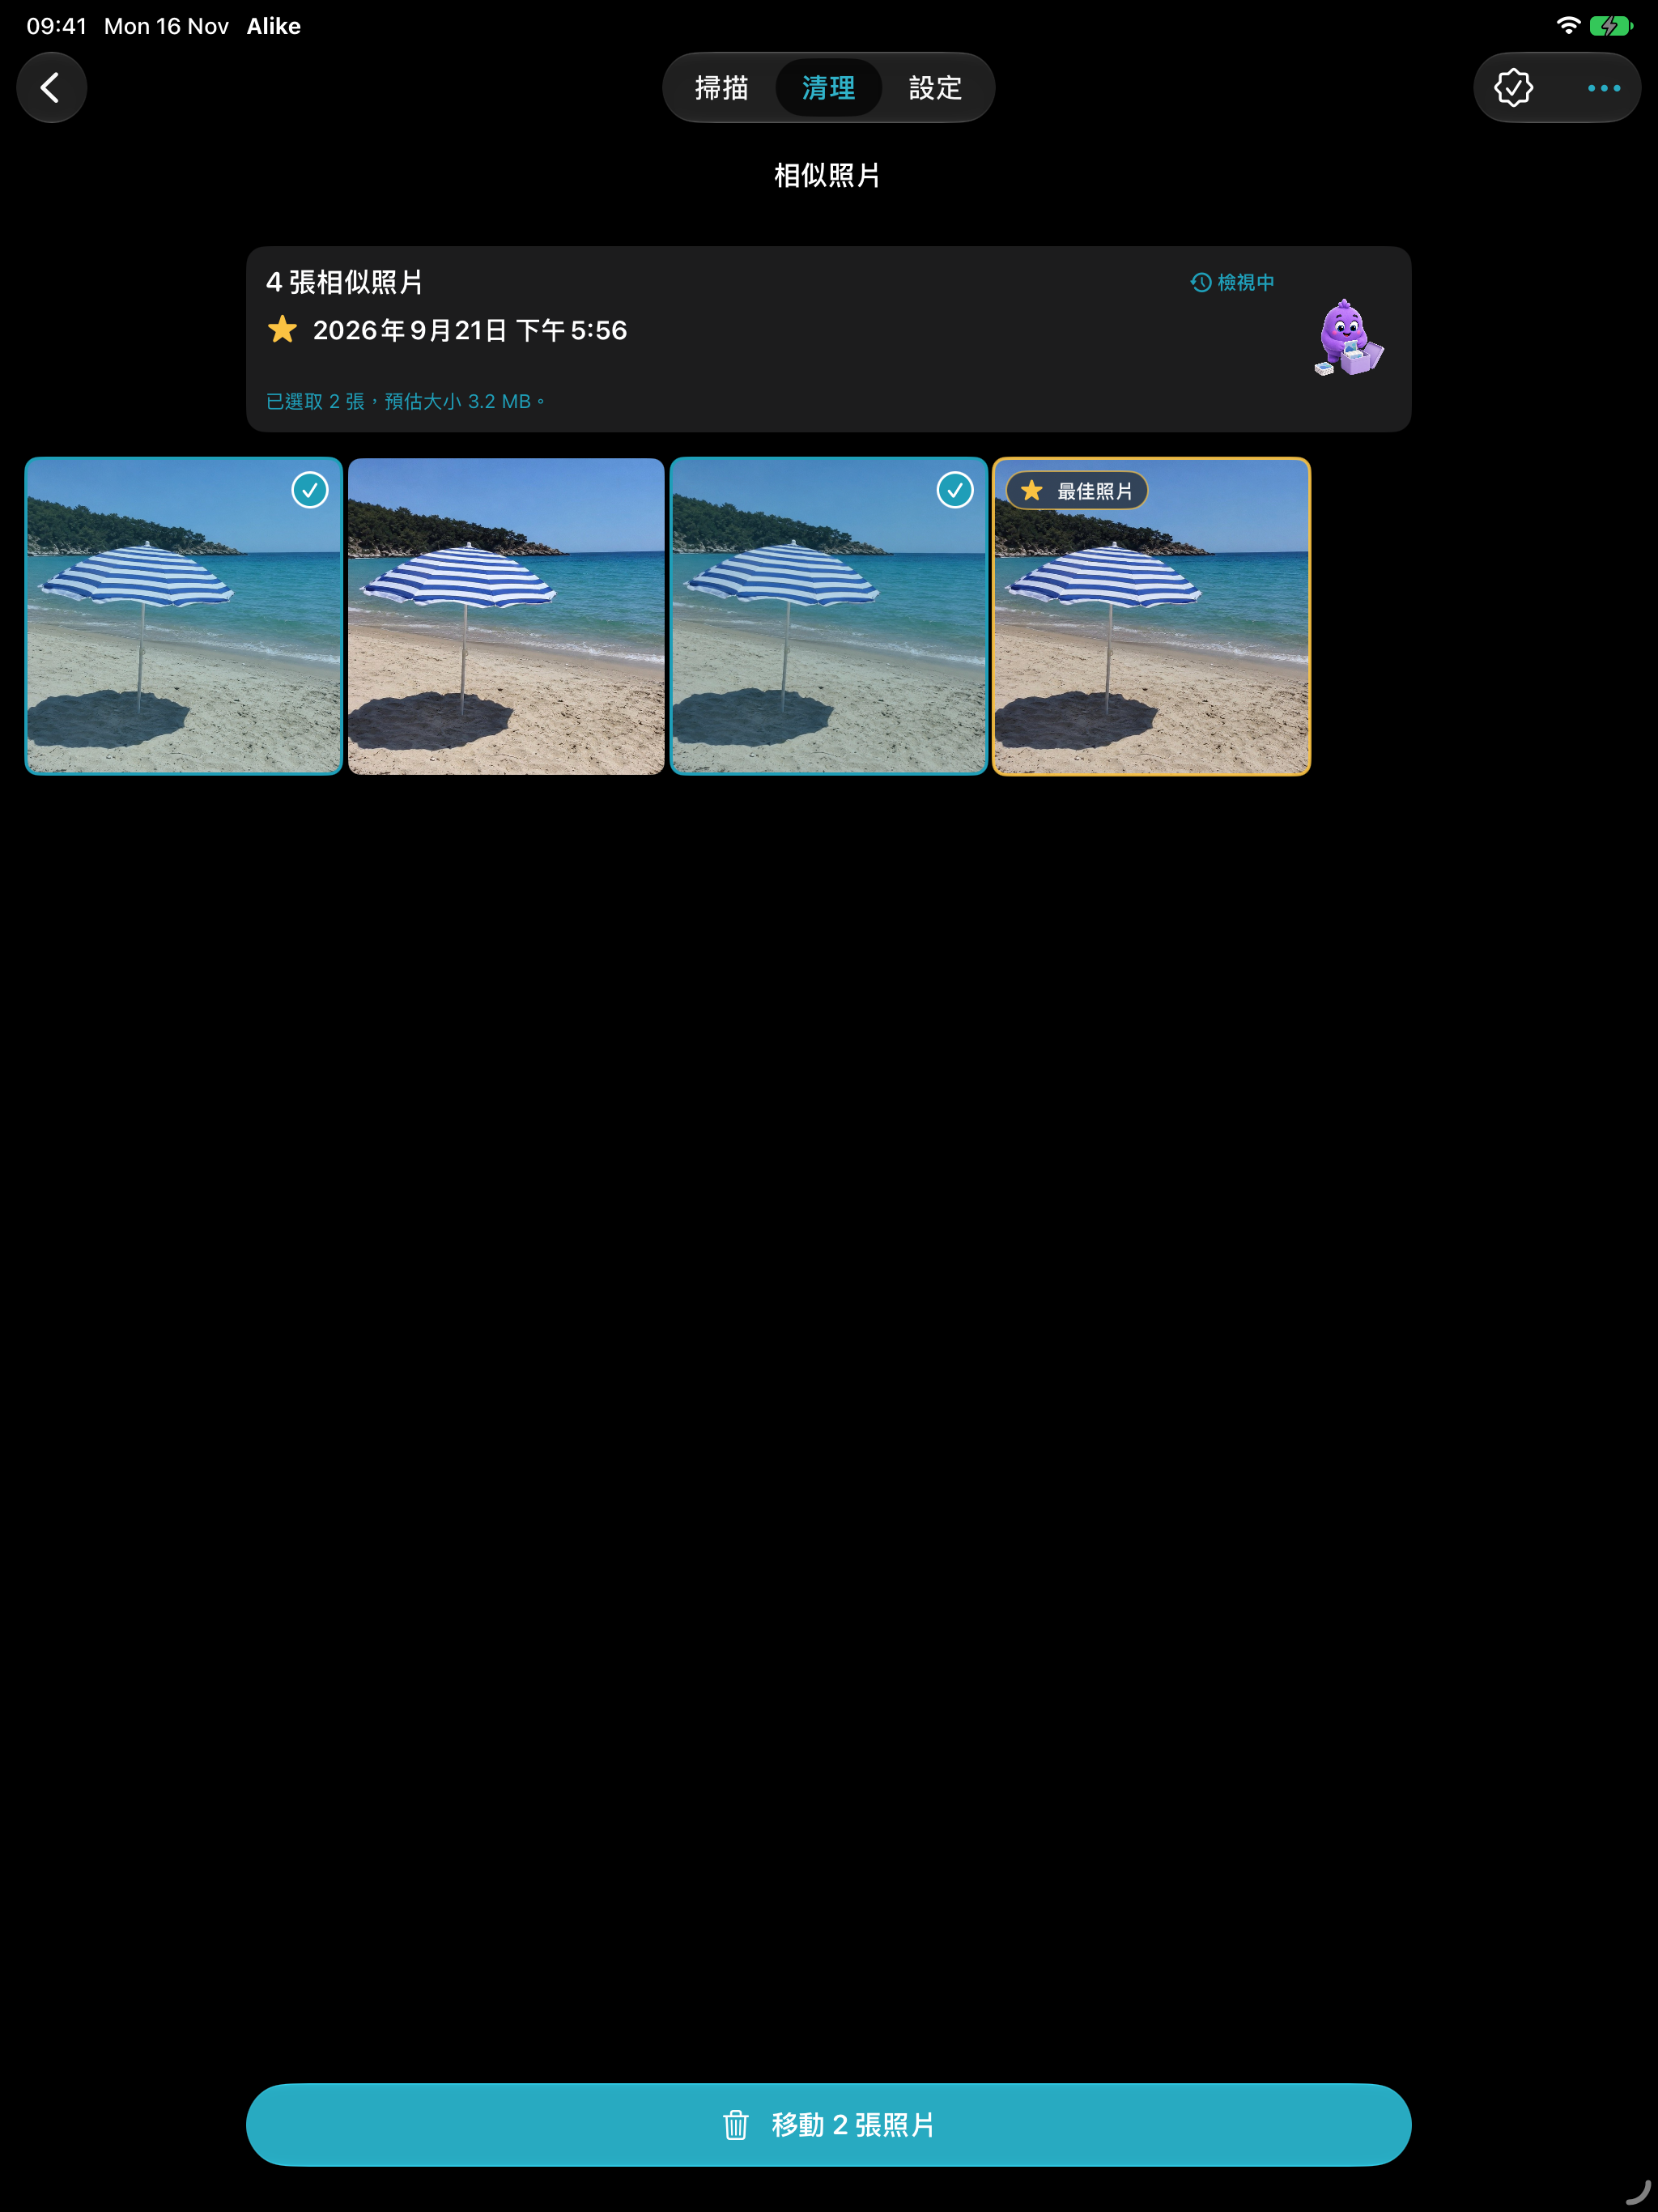 09:41 Mon 16 Nov Alike
掃描 清理 設定
相似照片
4 張相似照片
檢視中
2026年9月21日 下午5:56
已選取 2 張，預估大小 3.2 MB。
最佳照片
移動 2 張照片